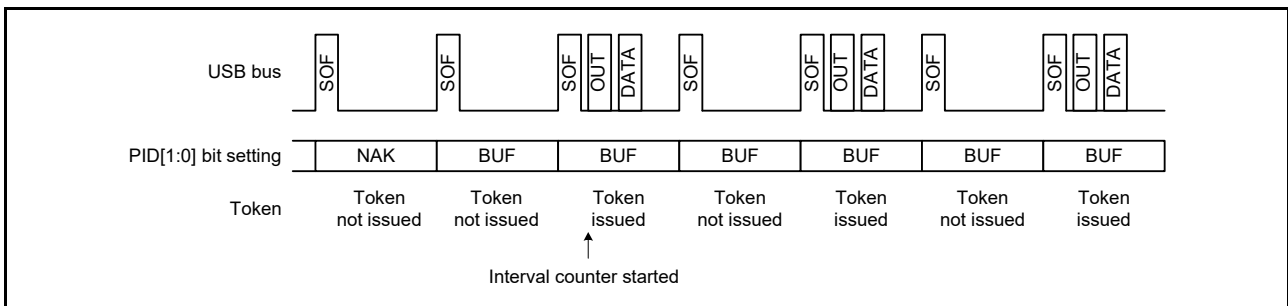 USB bus
SOF SOF SOF OUT DATA SOF SOF OUT DATA SOF SOF OUT DATA
PID[1:0] bit setting NAK BUF BUF BUF BUF BUF BUF
Token Token Token Token Token Token Token Token
not issued not issued issued not issued issued not issued issued
Interval counter started